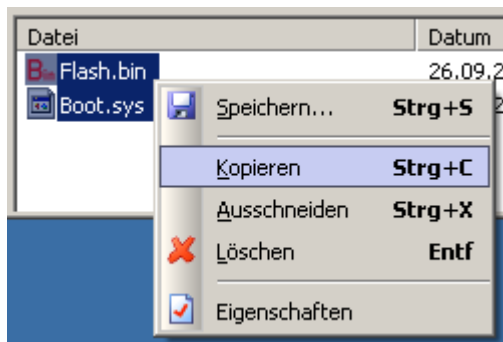 Datei Datum
Flash.bin 26.09.2
Boot.sys
Speichern... Strg+S
Kopieren Strg+C
Ausschneiden Strg+X
Löschen Entf
Eigenschaften